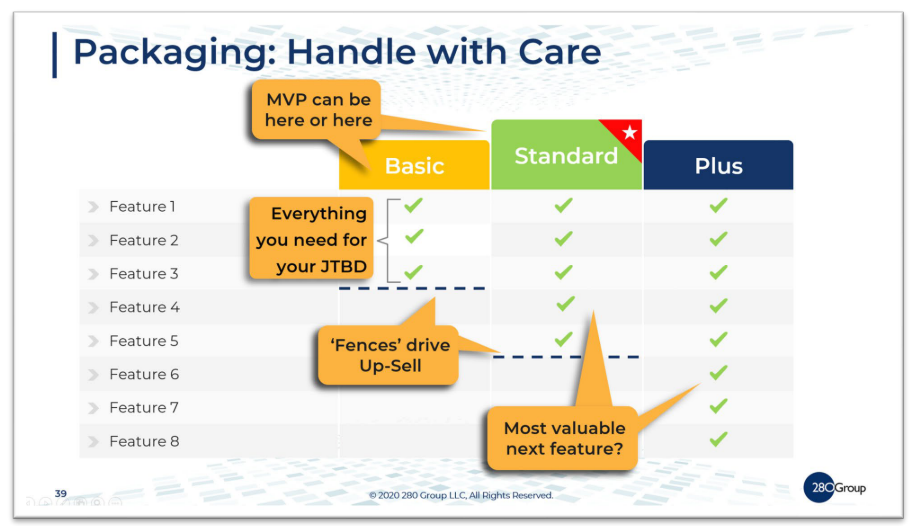 Packaging: Handle with Care
MVP can be
here or here
Basic
Standard
Plus
Feature 1
Feature 2
Feature 3
Feature 4
Feature 5
Feature 6
Feature 7
Feature 8
Everything
you need for
your JTBD
‘Fences’ drive
Up-Sell
Most valuable
next feature?
39
© 2020 280 Group LLC, All Rights Reserved.
280Group